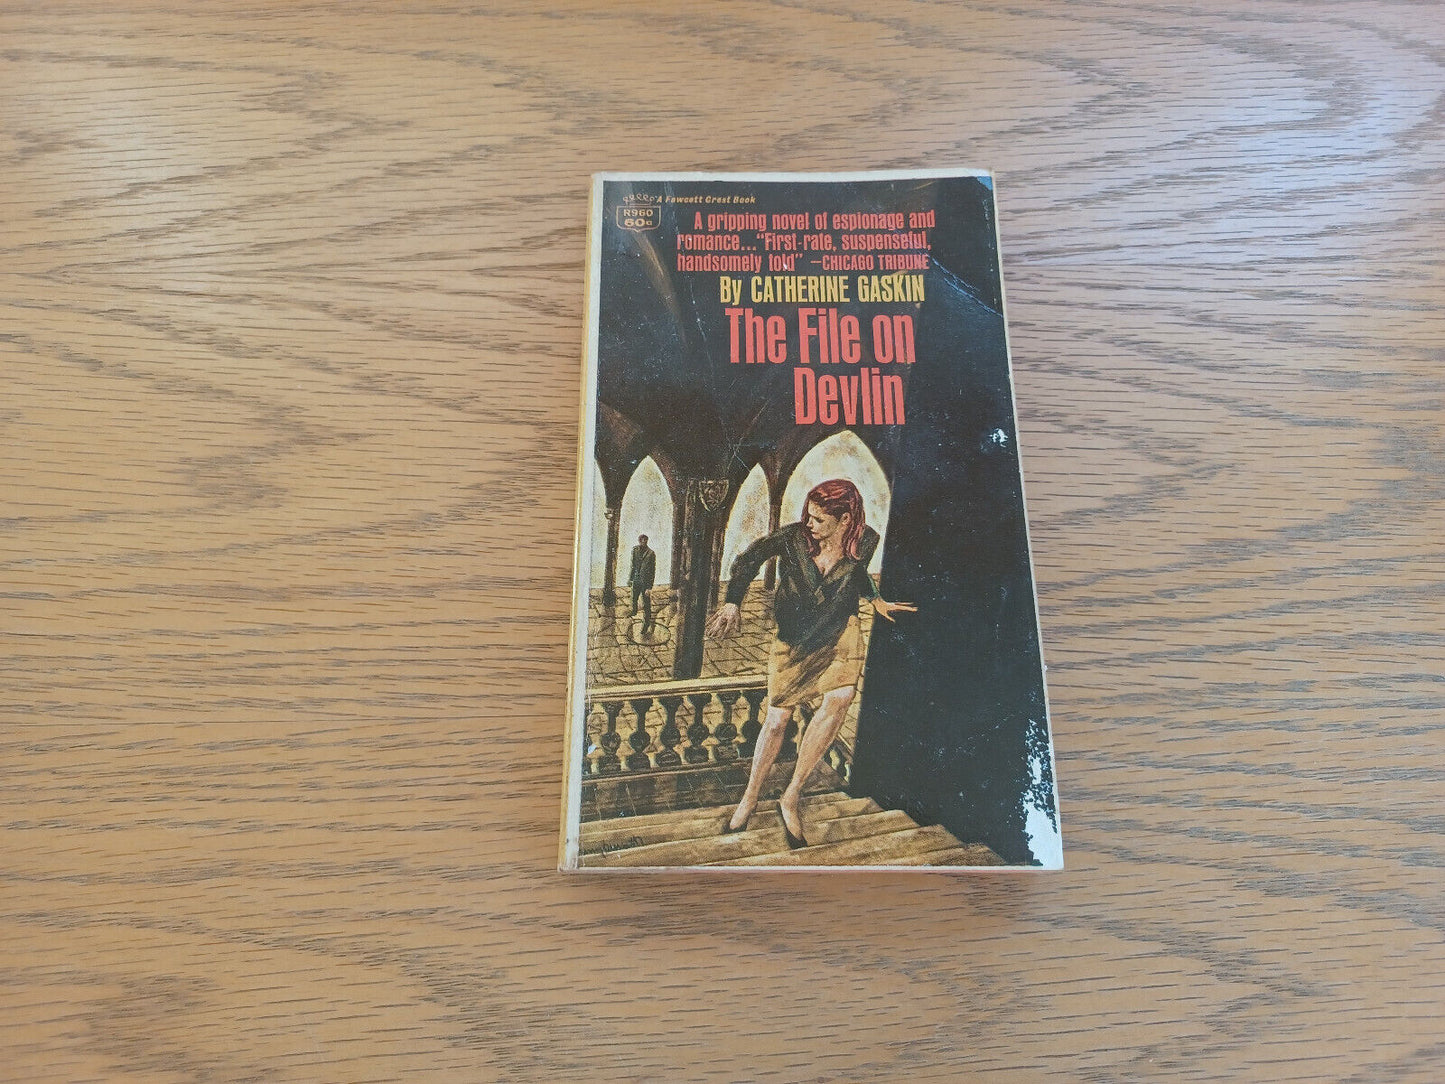 A Fawcett Crest Book
R960
60¢
A gripping novel of espionage and
romance..."First-rate, suspenseful,
handsomely told" —CHICAGO TRIBUNE
By CATHERINE GASKIN
The File on
Devlin